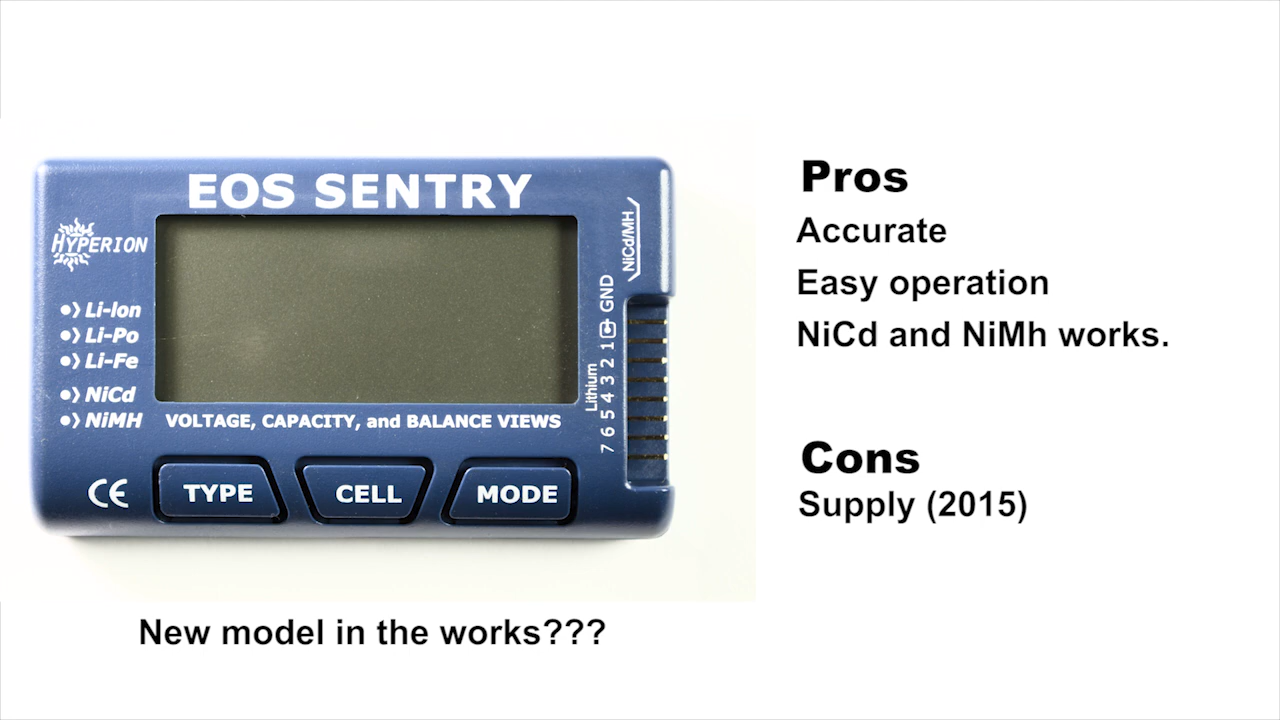 EOS SENTRY
HYPERION
Li-Ion
Li-Po
Li-Fe
NiCd
NiMH
VOLTAGE, CAPACITY, and BALANCE VIEWS
CE
TYPE
CELL
MODE
NiCd/MH
Lithium
7 6 5 4 3 2 1 GND
Pros
Accurate
Easy operation
NiCd and NiMh works.
Cons
Supply (2015)
New model in the works???